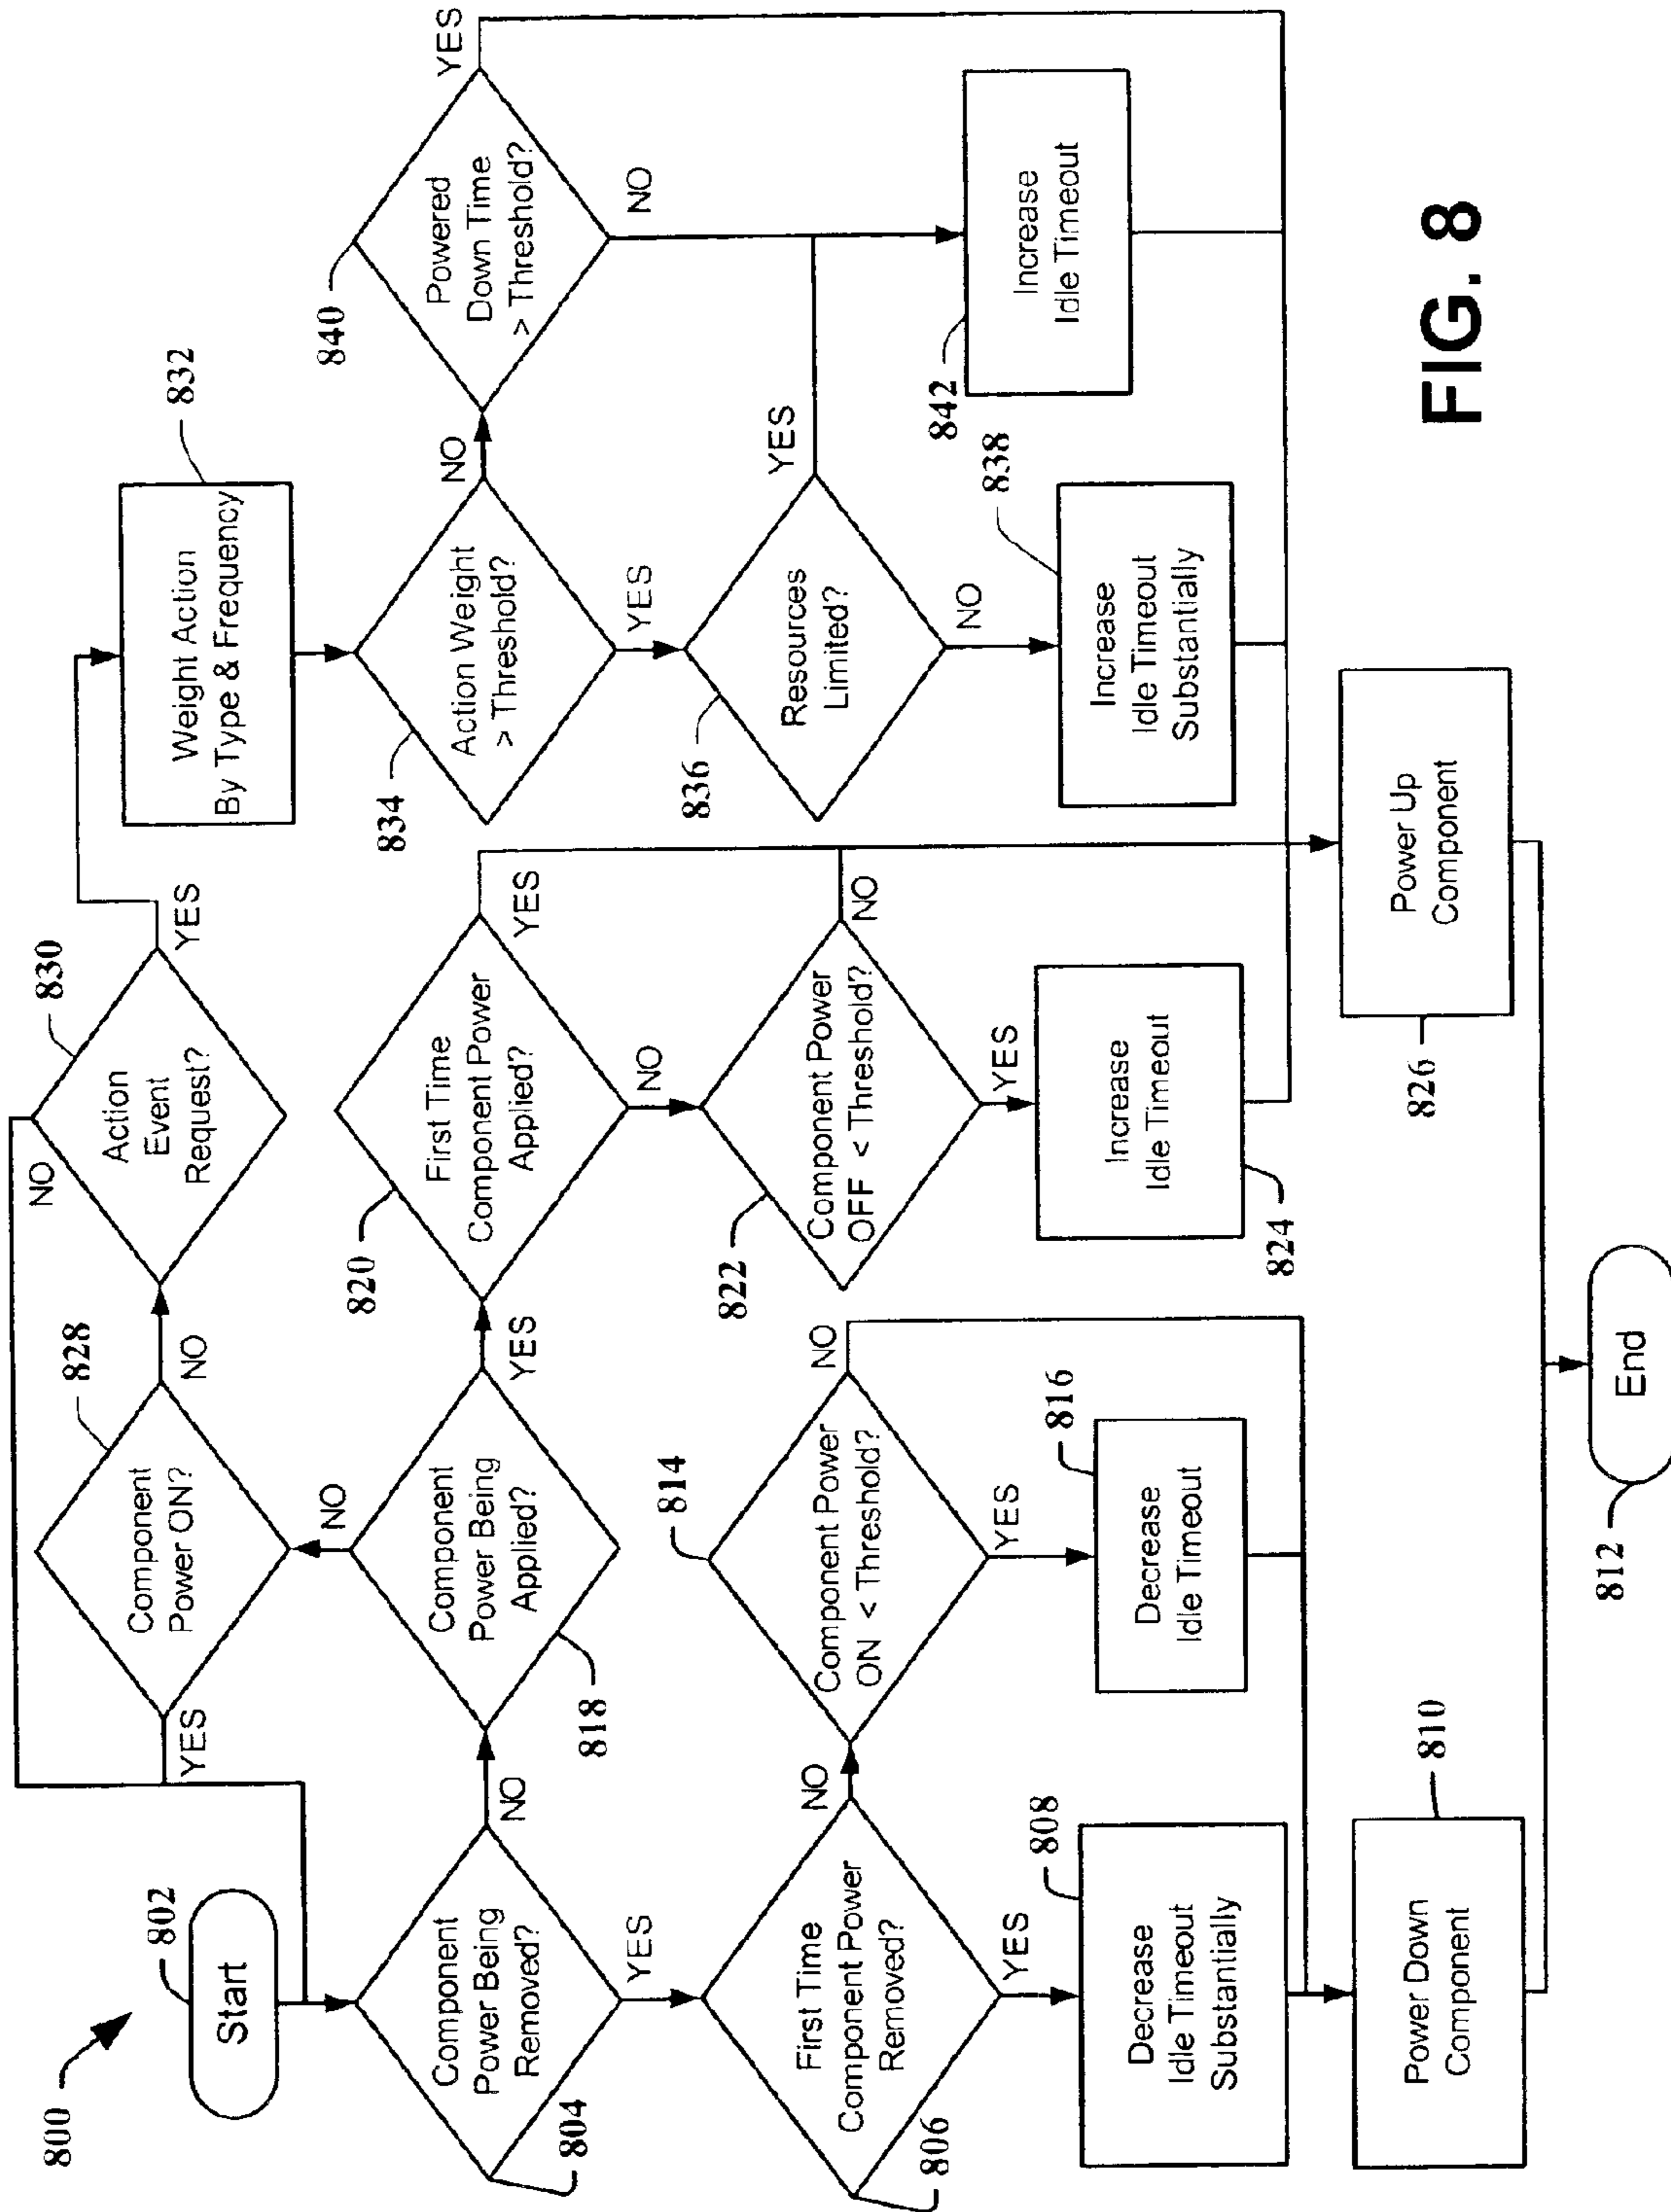 800
802
Start
Component
Power Being
Removed?
804
YES
NO
First Time
Component Power
Removed?
806
YES
NO
Decrease
Idle Timeout
Substantially
808
Power Down
Component
810
Component Power
ON < Threshold?
814
NO
YES
Decrease
Idle Timeout
816
Component
Power Being
Applied?
818
NO
YES
Component
Power ON?
828
YES
NO
Action
Event
Request?
830
NO
YES
First Time
Component Power
Applied?
820
YES
NO
Component Power
OFF < Threshold?
822
NO
YES
Increase
Idle Timeout
824
Weight Action
By Type & Frequency
832
Action Weight
> Threshold?
834
NO
YES
Resources
Limited?
836
YES
NO
Increase
Idle Timeout
Substantially
838
Powered
Down Time
> Threshold?
840
YES
NO
Increase
Idle Timeout
842
Power Up
Component
826
End
812
FIG. 8